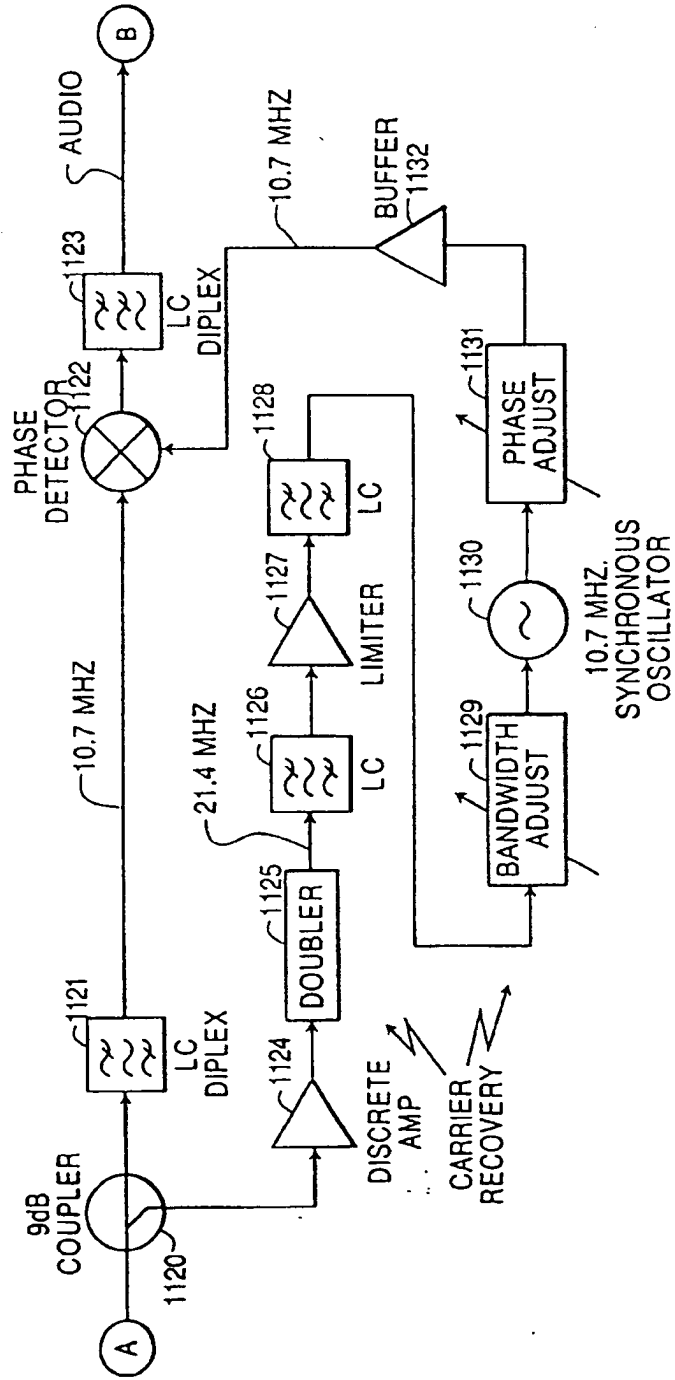 A
9dB
COUPLER
1120
1121
LC
DIPLEX
10.7 MHZ
PHASE
DETECTOR
1122
1123
LC
DIPLEX
AUDIO
B
1124
DISCRETE
AMP
1125
DOUBLER
21.4 MHZ
1126
LC
1127
LIMITER
1128
LC
10.7 MHZ
BUFFER
1132
CARRIER
RECOVERY
1129
BANDWIDTH
ADJUST
1130
10.7 MHZ.
SYNCHRONOUS
OSCILLATOR
1131
PHASE
ADJUST